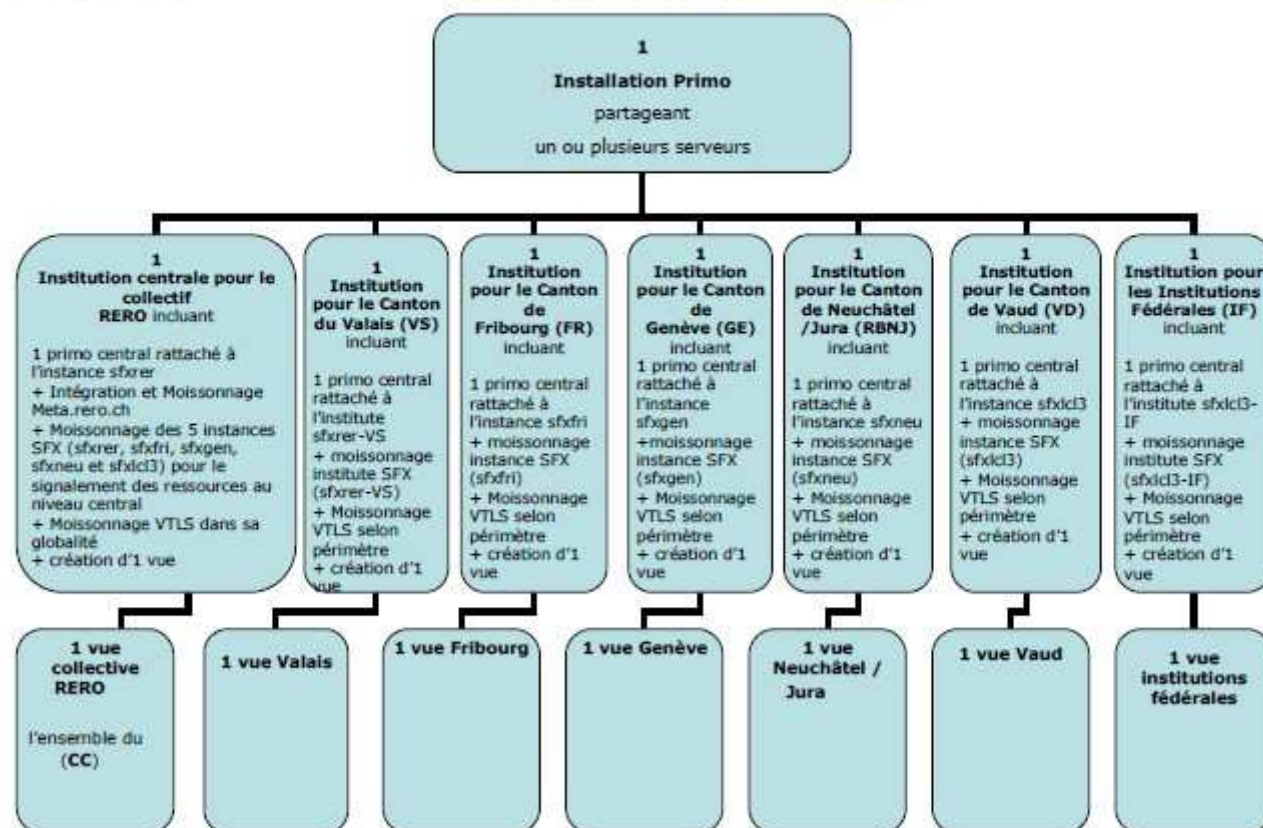 1
Installation Primo
partageant
un ou plusieurs serveurs
1
Institution centrale pour le
collectif
RERO incluant
1 primo central rattaché à
l'instance sfxrer
+ Intégration et Moissonnage
Meta.rero.ch
+ Moissonnage des 5 instances
SFX (sfxrer, sfxfri, sfxgen,
sfxneu et sfxlcl3) pour le
signalement des ressources au
niveau central
+ Moissonnage VTLS dans sa
globalité
+ création d'1 vue
1
Institution
pour le Canton
du Valais (VS)
incluant
1 primo central
rattaché à
l'institute
sfxrer-VS
+ moissonnage
institute SFX
(sfxrer-VS)
+ Moissonnage
VTLS selon
périmètre
+ création d'1
vue
1
Institution
pour le Canton
de
Fribourg (FR)
incluant
1 primo central
rattaché à
l'instance sfxfri
+ moissonnage
instance SFX
(sfxfri)
+ Moissonnage
VTLS selon
périmètre
+ création d'1
vue
1
Institution
pour le Canton
de
Genève (GE)
incluant
1 primo central
rattaché à
l'instance
sfxgen
+moissonnage
instance SFX
(sfxgen)
+ Moissonnage
VTLS selon
périmètre
+ création d'1
vue
1
Institution
pour le Canton
de Neuchâtel
/Jura (RBNJ)
incluant
1 primo central
rattaché à
l'instance sfxneu
+ moissonnage
instance SFX
(sfxneu)
+ Moissonnage
VTLS selon
périmètre
+ création d'1
vue
1
Institution
pour le Canton
de Vaud (VD)
incluant
1 primo central
rattaché à
l'instance sfxlcl3
+ moissonnage
instance SFX
(sfxlcl3)
+ Moissonnage
VTLS selon
périmètre
+ création d'1
vue
1
Institution pour
les Institutions
Fédérales (IF)
incluant
1 primo central
rattaché à
l'institute sfxlcl3-
IF
+ moissonnage
institute SFX
(sfxlcl3-IF)
+ Moissonnage
VTLS selon
périmètre
+ création d'1
vue
1 vue
collective
RERO
l'ensemble du
(CC)
1 vue Valais
1 vue Fribourg
1 vue Genève
1 vue
Neuchâtel /
Jura
1 vue Vaud
1 vue
institutions
fédérales